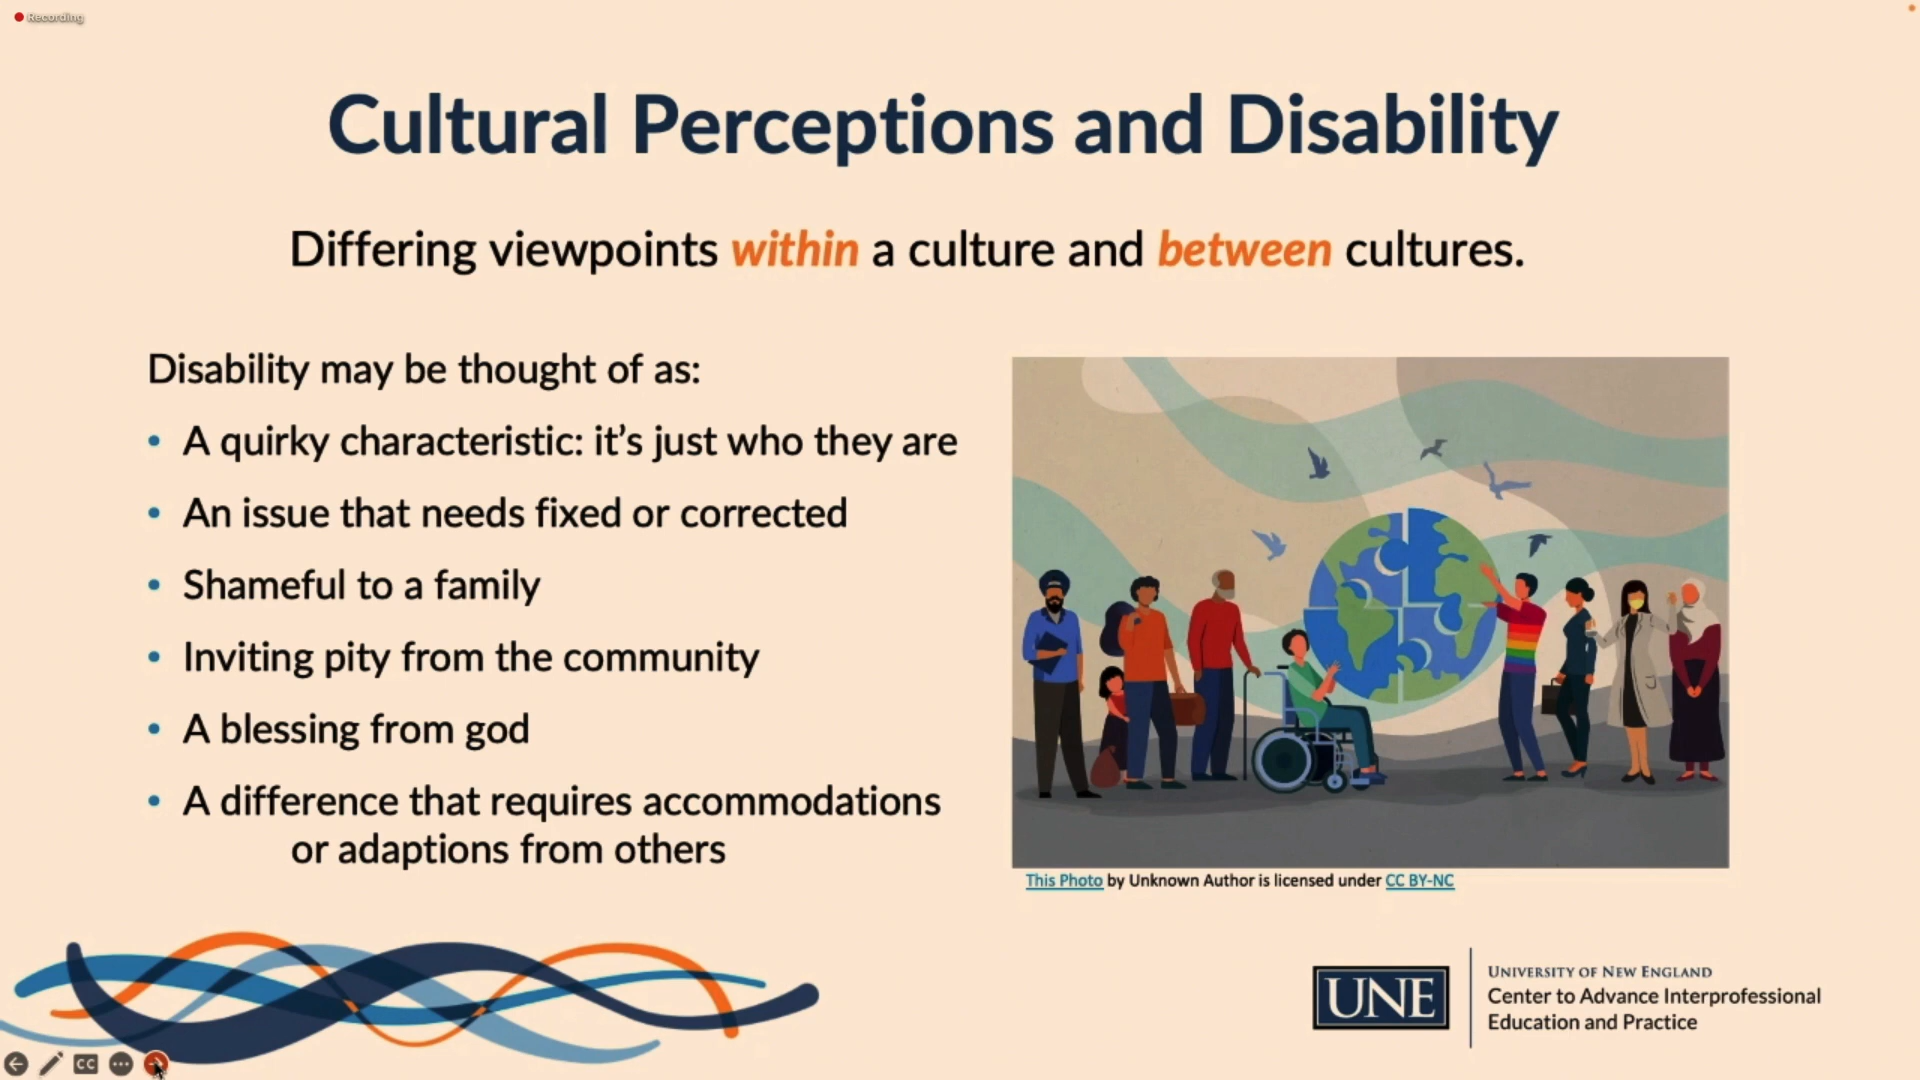 Recording
Cultural Perceptions and Disability
Differing viewpoints within a culture and between cultures.
Disability may be thought of as:
• A quirky characteristic: it's just who they are
• An issue that needs fixed or corrected
• Shameful to a family
• Inviting pity from the community
• A blessing from god
• A difference that requires accommodations
or adaptions from others
This Photo by Unknown Author is licensed under CC BY-NC
UNE
UNIVERSITY OF NEW ENGLAND
Center to Advance Interprofessional
Education and Practice
CC